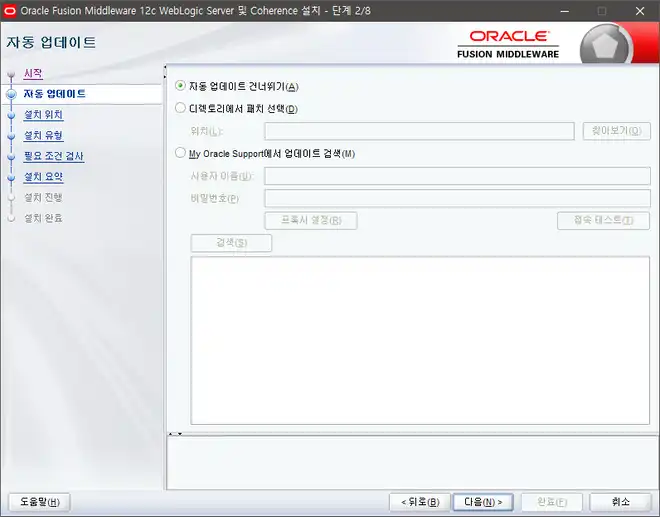 Oracle Fusion Middleware 12c WebLogic Server 및 Coherence 설치 - 단계 2/8
자동 업데이트
ORACLE
FUSION MIDDLEWARE
시작
자동 업데이트
설치 위치
설치 유형
필요 조건 검사
설치 요약
설치 진행
설치 완료
자동 업데이트 건너뛰기(A)
디렉토리에서 패치 선택(D)
위치(L):
찾아보기(O)
My Oracle Support에서 업데이트 검색(M)
사용자 이름(U):
비밀번호(P)
프록시 설정(R)
접속 테스트(T)
검색(S)
도움말(H)
< 뒤로(B)
다음(N) >
완료(F)
취소